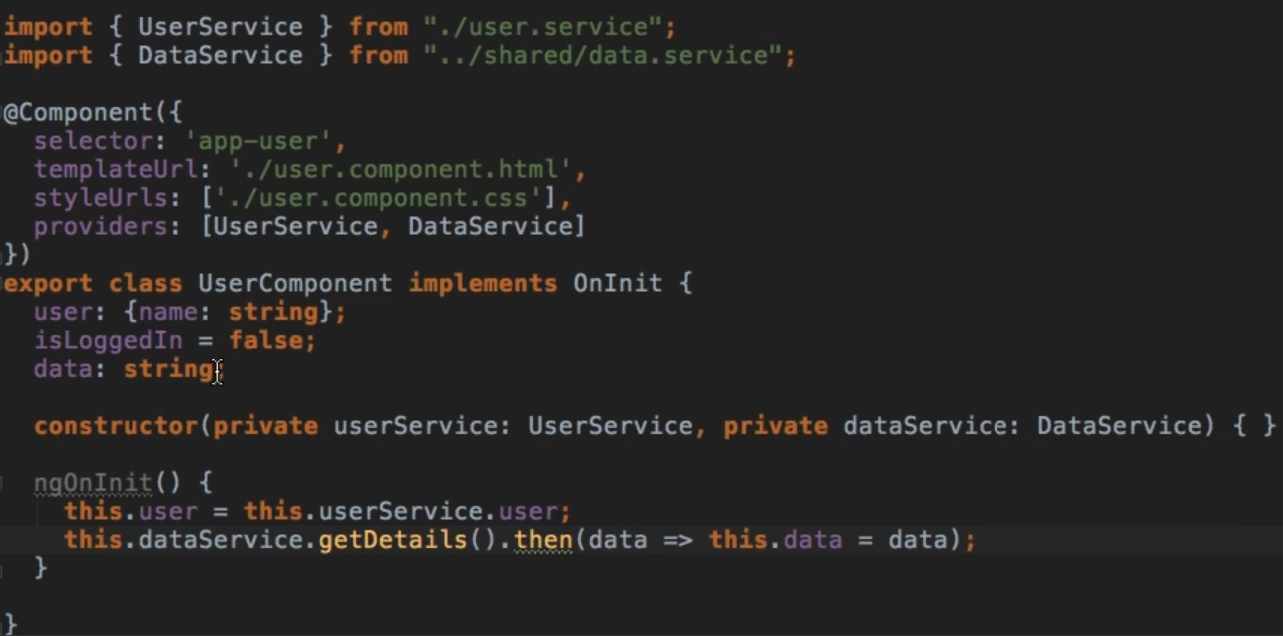 import { UserService } from "./user.service";
import { DataService } from "../shared/data.service";
@Component({
selector: 'app-user',
templateUrl: './user.component.html',
styleUrls: ['./user.component.css'],
providers: [UserService, DataService]
})
export class UserComponent implements OnInit {
user: {name: string};
isLoggedIn = false;
data: string;
constructor(private userService: UserService, private dataService: DataService) { }
ngOnInit() {
this.user = this.userService.user;
this.dataService.getDetails().then(data => this.data = data);
}
}